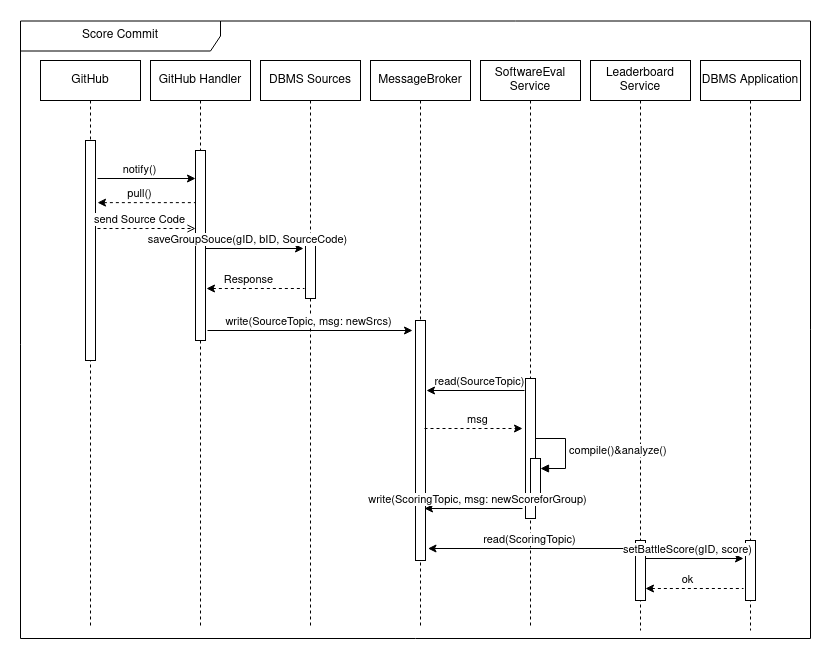 Score Commit
GitHub
GitHub Handler
DBMS Sources
MessageBroker
SoftwareEval
Service
Leaderboard
Service
DBMS Application
notify()
pull()
send Source Code
saveGroupSouce(gID, bID, SourceCode)
Response
write(SourceTopic, msg: newSrcs)
read(SourceTopic)
msg
compile()&analyze()
write(ScoringTopic, msg: newScoreforGroup)
read(ScoringTopic)
setBattleScore(gID, score)
ok